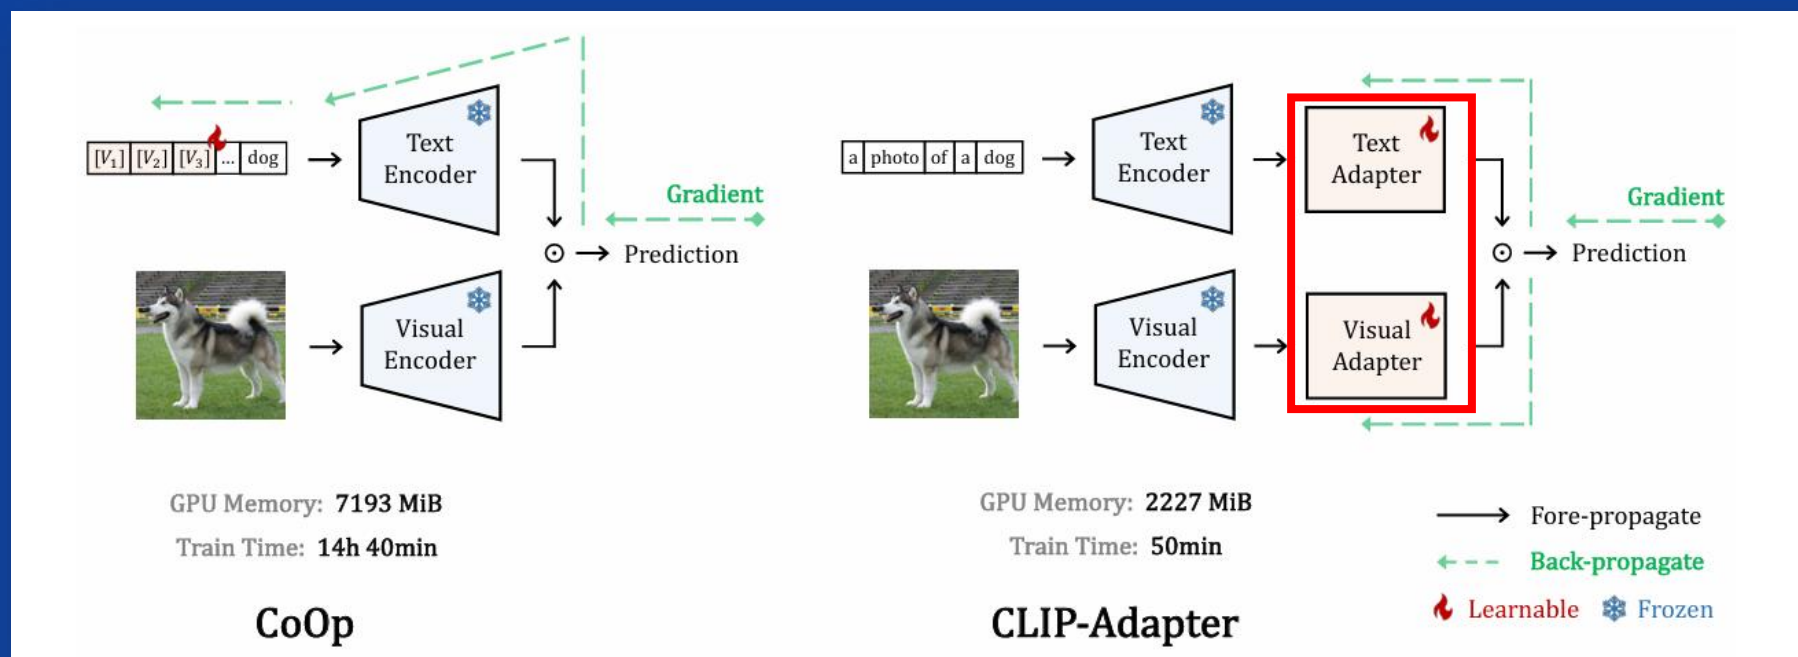 [V1] [V2] [V3] ... dog
Text
Encoder
Gradient
Prediction
Visual
Encoder
GPU Memory: 7193 MiB
Train Time: 14h 40min
CoOp
a photo of a dog
Text
Encoder
Text
Adapter
Gradient
Prediction
Visual
Encoder
Visual
Adapter
GPU Memory: 2227 MiB
Train Time: 50min
CLIP-Adapter
Fore-propagate
Back-propagate
Learnable Frozen